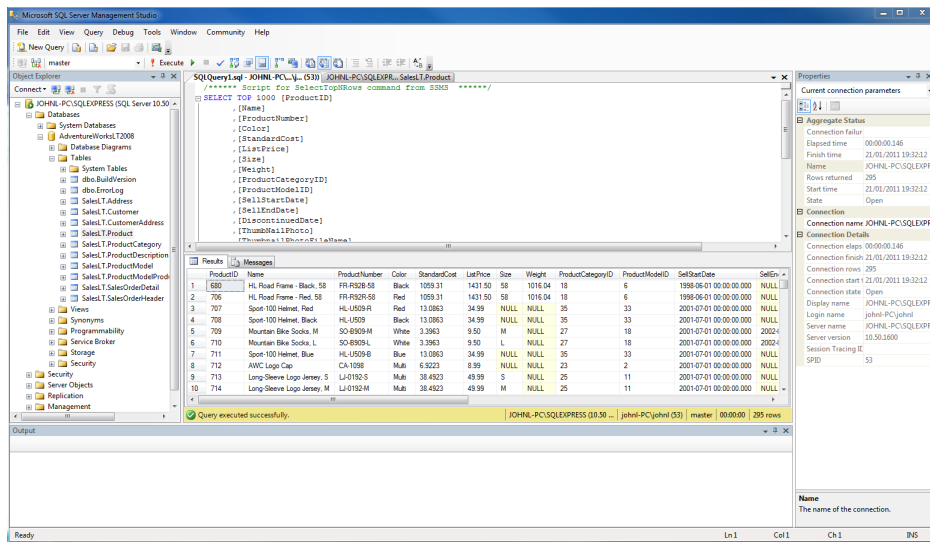 Microsoft SQL Server Management Studio
File Edit View Query Debug Tools Window Community Help
New Query
master
Execute
Object Explorer
Connect
JOHNL-PC\SQLEXPRESS (SQL Server 10.50
Databases
System Databases
AdventureWorksLT2008
Database Diagrams
Tables
System Tables
dbo.BuildVersion
dbo.ErrorLog
SalesLT.Address
SalesLT.Customer
SalesLT.CustomerAddress
SalesLT.Product
SalesLT.ProductCategory
SalesLT.ProductDescription
SalesLT.ProductModel
SalesLT.ProductModelProdu
SalesLT.SalesOrderDetail
SalesLT.SalesOrderHeader
Views
Synonyms
Programmability
Service Broker
Storage
Security
Security
Server Objects
Replication
Management
SQLQuery1.sql - JOHNL-PC\...\j... (53)) JOHNL-PC\SQLEXPR... SalesLT.Product
/****** Script for SelectTopNRows command from SSMS ******/
SELECT TOP 1000 [ProductID]
,[Name]
,[ProductNumber]
,[Color]
,[StandardCost]
,[ListPrice]
,[Size]
,[Weight]
,[ProductCategoryID]
,[ProductModelID]
,[SellStartDate]
,[SellEndDate]
,[DiscontinuedDate]
,[ThumbNailPhoto]
,[ThumbnailPhotoFileName]
Results Messages
ProductID Name ProductNumber Color StandardCost ListPrice Size Weight ProductCategoryID ProductModelID SellStartDate SellEn
1 680 HL Road Frame - Black, 58 FR-R92B-58 Black 1059.31 1431.50 58 1016.04 18 6 1998-06-01 00:00:00.000 NULL
2 706 HL Road Frame - Red, 58 FR-R92R-58 Red 1059.31 1431.50 58 1016.04 18 6 1998-06-01 00:00:00.000 NULL
3 707 Sport-100 Helmet, Red HL-U509-R Red 13.0863 34.99 NULL NULL 35 33 2001-07-01 00:00:00.000 NULL
4 708 Sport-100 Helmet, Black HL-U509 Black 13.0863 34.99 NULL NULL 35 33 2001-07-01 00:00:00.000 NULL
5 709 Mountain Bike Socks, M SO-B909-M White 3.3963 9.50 M NULL 27 18 2001-07-01 00:00:00.000 2002-
6 710 Mountain Bike Socks, L SO-B909-L White 3.3963 9.50 L NULL 27 18 2001-07-01 00:00:00.000 2002-
7 711 Sport-100 Helmet, Blue HL-U509-B Blue 13.0863 34.99 NULL NULL 35 33 2001-07-01 00:00:00.000 NULL
8 712 AWC Logo Cap CA-1098 Multi 6.9223 8.99 NULL NULL 23 2 2001-07-01 00:00:00.000 NULL
9 713 Long-Sleeve Logo Jersey, S LJ-0192-S Multi 38.4923 49.99 S NULL 25 11 2001-07-01 00:00:00.000 NULL
10 714 Long-Sleeve Logo Jersey, M LJ-0192-M Multi 38.4923 49.99 M NULL 25 11 2001-07-01 00:00:00.000 NULL
Query executed successfully. JOHNL-PC\SQLEXPRESS (10.50 ... johnl-PC\johnl (53) master 00:00:00 295 rows
Properties
Current connection parameters
Aggregate Status
Connection failur
Elapsed time 00:00:00.146
Finish time 21/01/2011 19:32:12
Name JOHNL-PC\SQLEXPR
Rows returned 295
Start time 21/01/2011 19:32:12
State Open
Connection
Connection name JOHNL-PC\SQLEXPR
Connection Details
Connection elaps 00:00:00.146
Connection finish 21/01/2011 19:32:12
Connection rows 295
Connection start t 21/01/2011 19:32:12
Connection state Open
Display name JOHNL-PC\SQLEXPR
Login name johnl-PC\johnl
Server name JOHNL-PC\SQLEXPR
Server version 10.50.1600
Session Tracing ID
SPID 53
Name
The name of the connection.
Output
Ready Ln 1 Col 1 Ch 1 INS